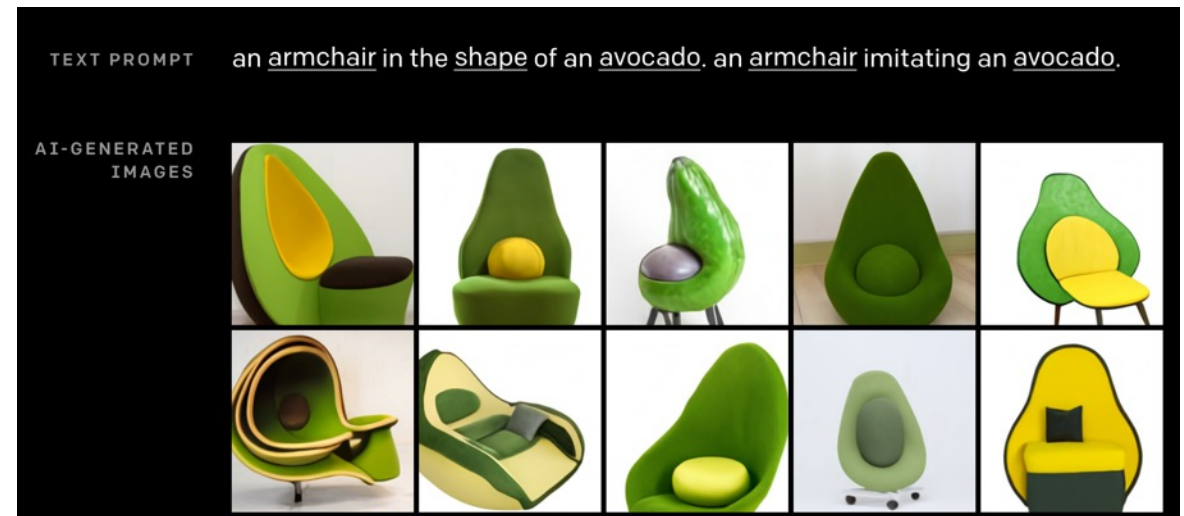 TEXT PROMPT
an armchair in the shape of an avocado. an armchair imitating an avocado.
AI-GENERATED
IMAGES